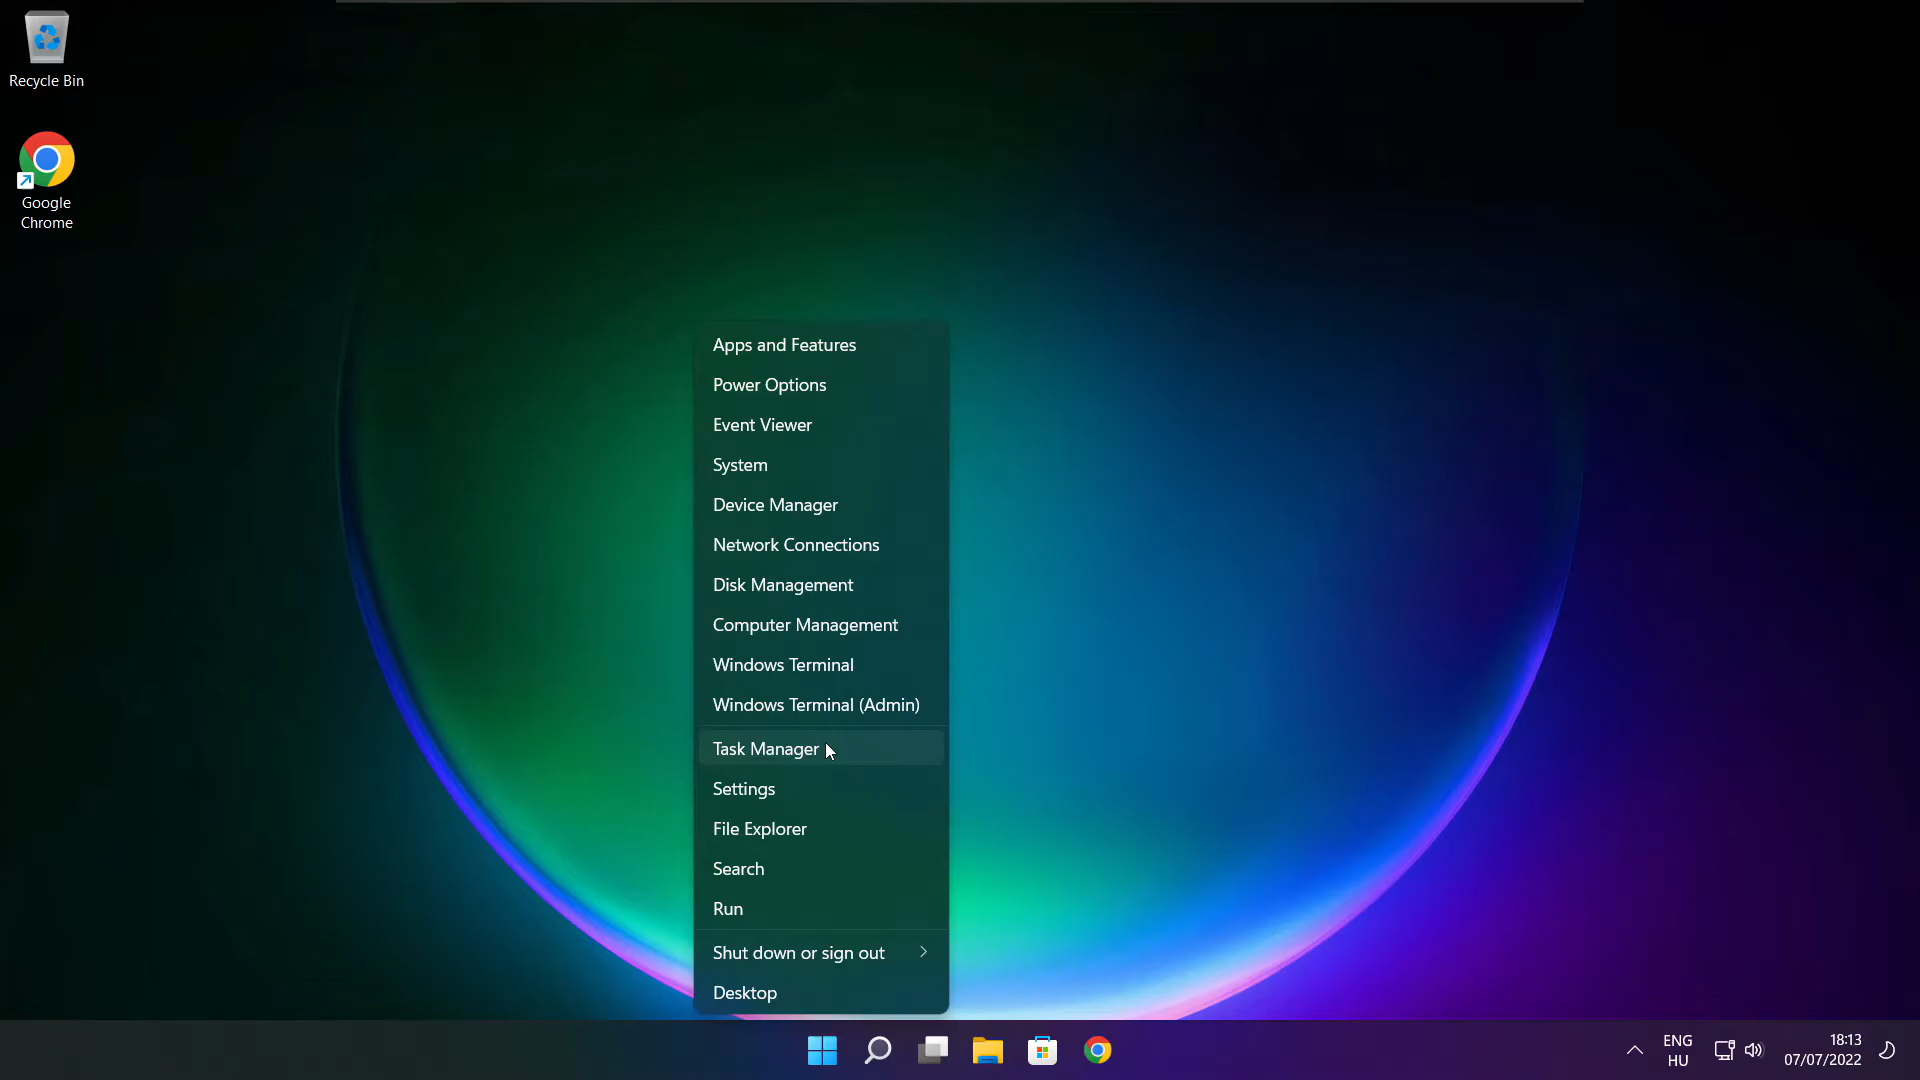 Recycle Bin
Google
Chrome
Apps and Features
Power Options
Event Viewer
System
Device Manager
Network Connections
Disk Management
Computer Management
Windows Terminal
Windows Terminal (Admin)
Task Manager
Settings
File Explorer
Search
Run
Shut down or sign out
Desktop
ENG
HU
18:13
07/07/2022